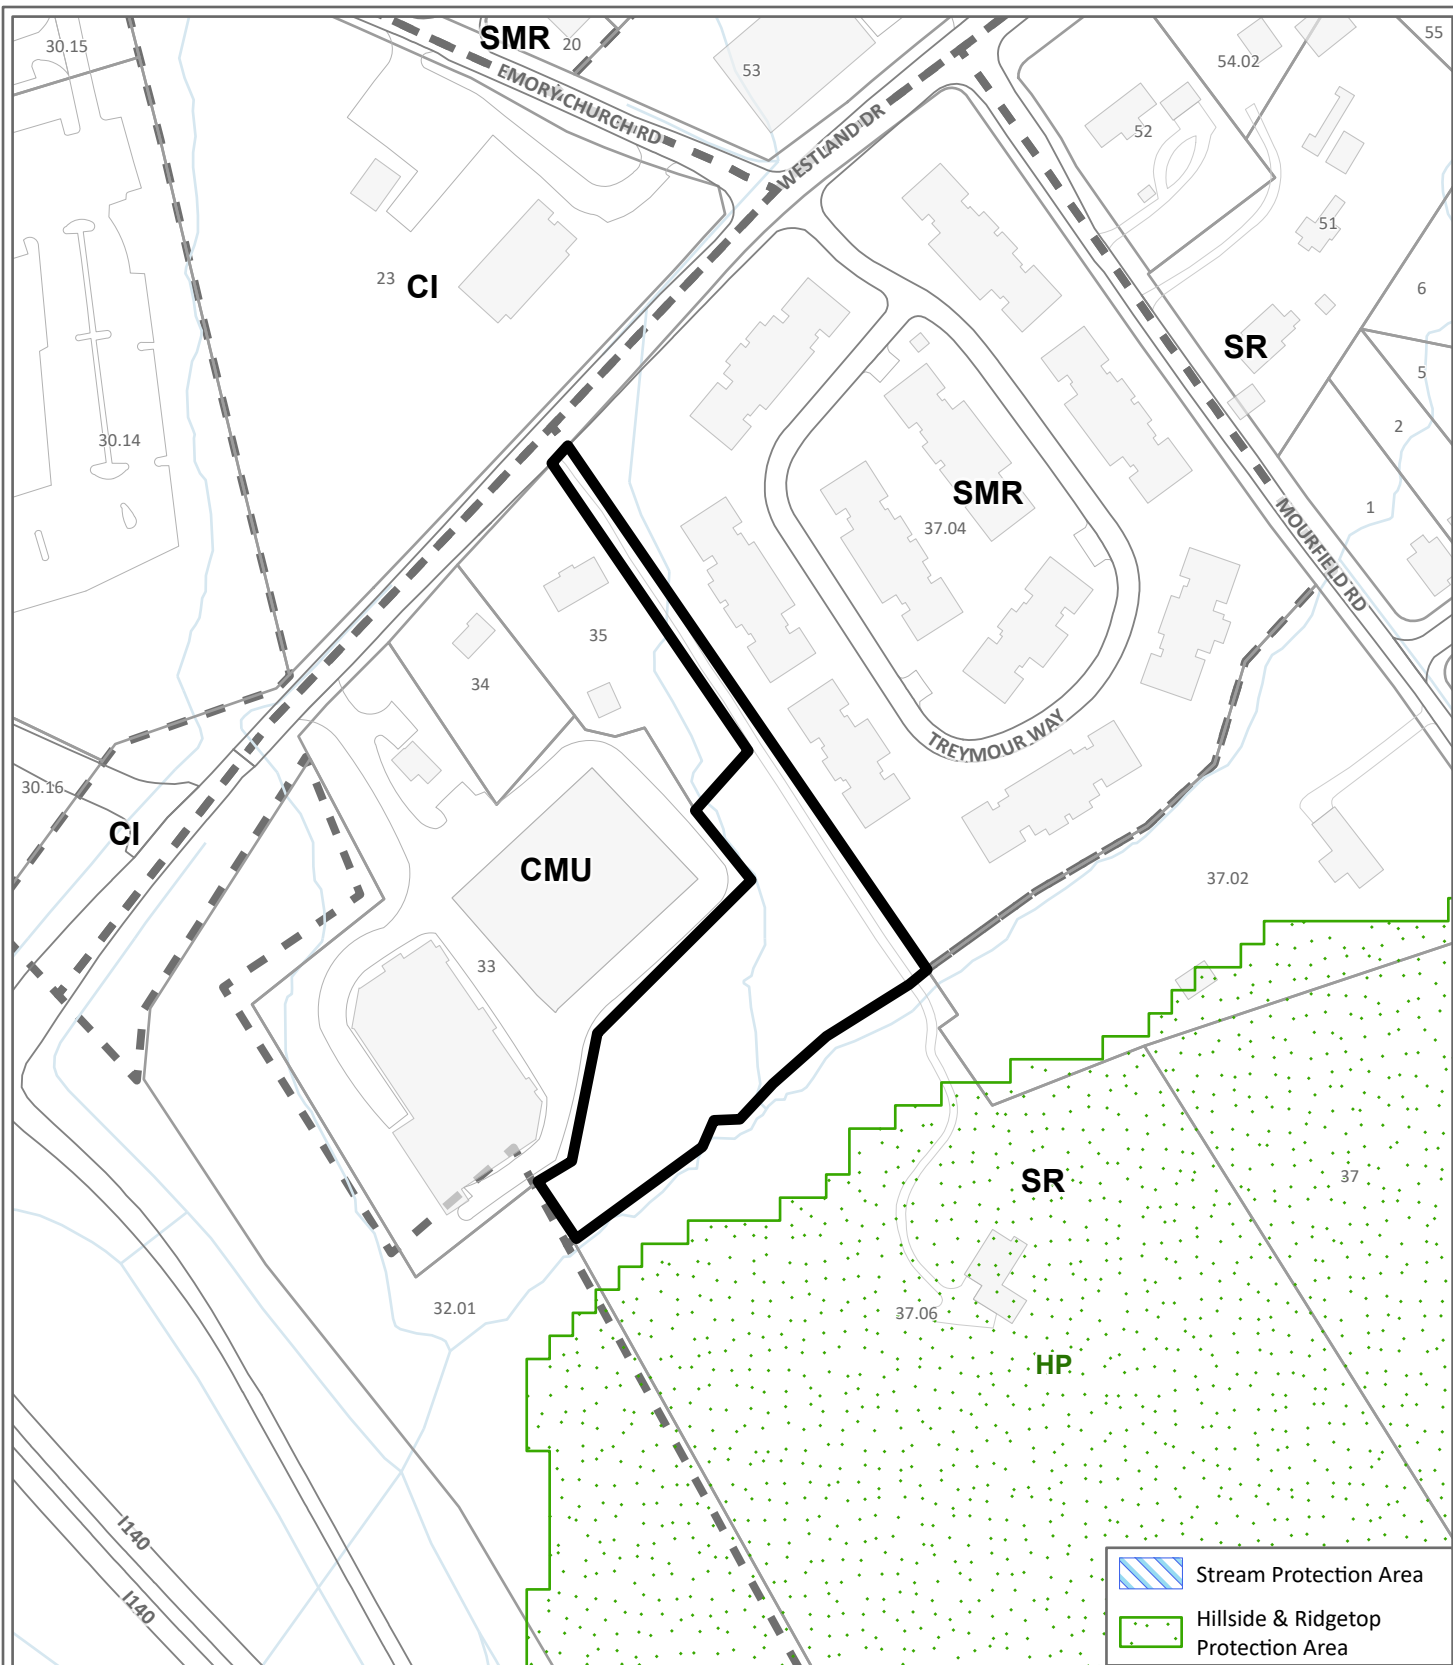 30.15
SMR
20
53
EMORY CHURCH RD
WESTLAND DR
54.02
55
52
51
23
CI
6
SR
5
30.14
2
SMR
37.04
1
MOURFIELD RD
35
34
TREYMOUR WAY
30.16
CI
CMU
37.02
33
SR
37
32.01
37.06
HP
I140
I140
Stream Protection Area
Hillside & Ridgetop
Protection Area